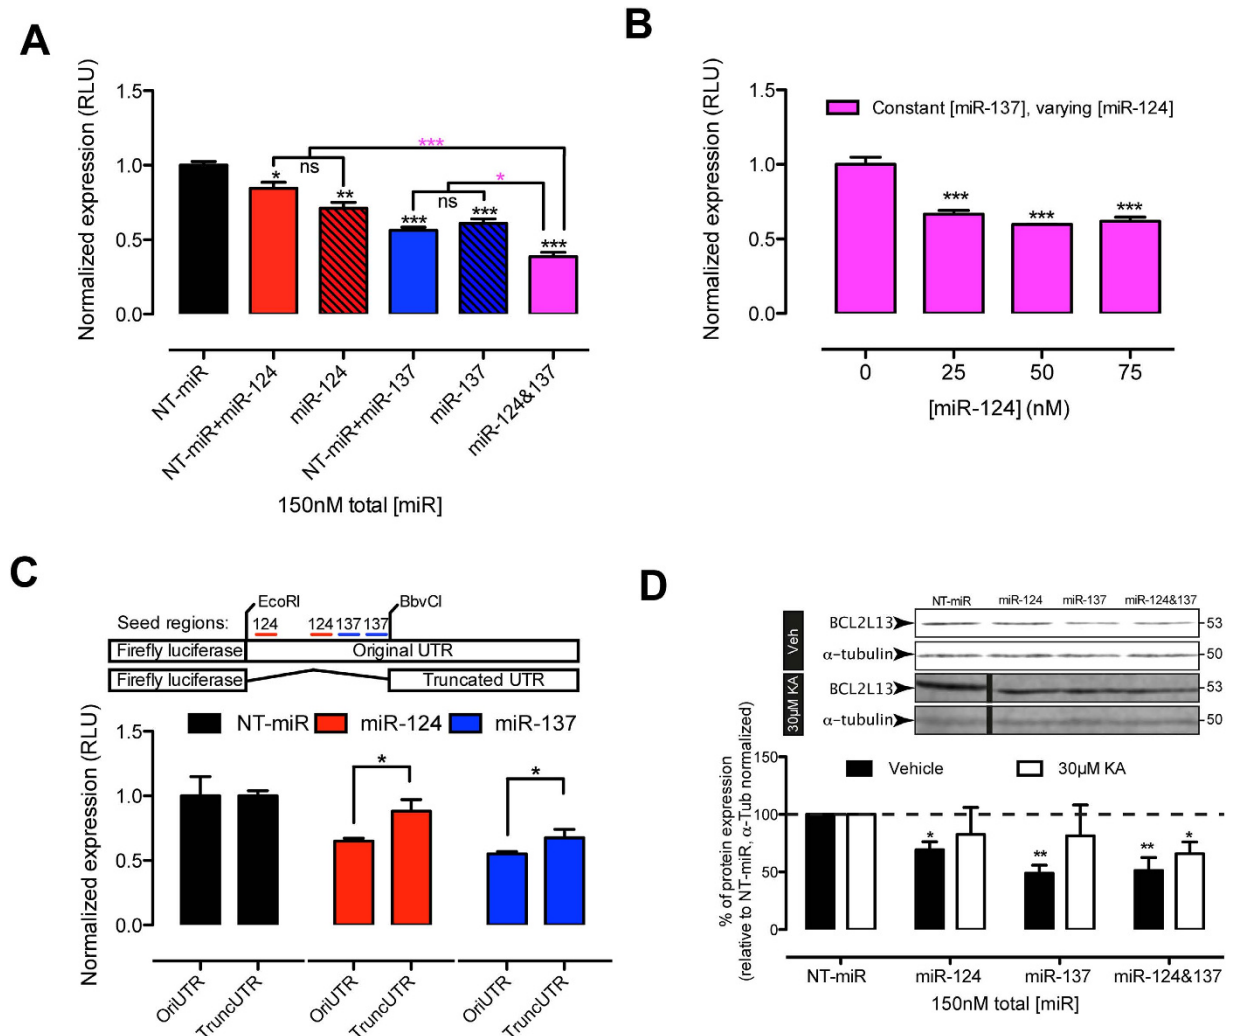 A
Normalized expression (RLU)
1.5
1.0
0.5
0.0
*
ns
**
***
***
ns
***
*
***
NT-miR
NT-miR+miR-124
miR-124
NT-miR+miR-137
miR-137
miR-124&137
150nM total [miR]
B
Normalized expression (RLU)
1.5
1.0
0.5
0.0
Constant [miR-137], varying [miR-124]
***
***
***
0 25 50 75
[miR-124] (nM)
C
EcoRI BbvCI
Seed regions: 124 124 137 137
Firefly luciferase Original UTR
Firefly luciferase Truncated UTR
NT-miR miR-124 miR-137
Normalized expression (RLU)
1.5
1.0
0.5
0.0
*
*
OriUTR
TruncUTR
OriUTR
TruncUTR
OriUTR
TruncUTR
D
NT-miR miR-124 miR-137 miR-124&137
Veh
BCL2L13 53
α-tubulin 50
30µM KA
BCL2L13 53
α-tubulin 50
% of protein expression
(relative to NT-miR, α-Tub normalized)
150
100
50
0
Vehicle 30µM KA
*
**
**
*
NT-miR miR-124 miR-137 miR-124&137
150nM total [miR]